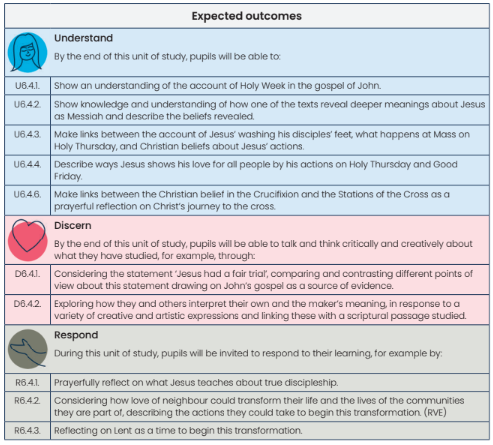 Expected outcomes
Understand
By the end of this unit of study, pupils will be able to:
U6.4.1. Show an understanding of the account of Holy Week in the gospel of John.
U6.4.2. Show knowledge and understanding of how one of the texts reveal deeper meanings about Jesus
as Messiah and describe the beliefs revealed.
U6.4.3. Make links between the account of Jesus' washing his disciples' feet, what happens at Mass on
Holy Thursday, and Christian beliefs about Jesus' actions.
U6.4.4. Describe ways Jesus shows his love for all people by his actions on Holy Thursday and Good
Friday.
U6.4.6. Make links between the Christian belief in the Crucifixion and the Stations of the Cross as a
prayerful reflection on Christ's journey to the cross.
Discern
By the end of this unit of study, pupils will be able to talk and think critically and creatively about
what they have studied, for example, through:
D6.4.1. Considering the statement 'Jesus had a fair trial', comparing and contrasting different points of
view about this statement drawing on John's gospel as a source of evidence.
D6.4.2. Exploring how they and others interpret their own and the maker's meaning, in response to a
variety of creative and artistic expressions and linking these with a scriptural passage studied.
Respond
During this unit of study, pupils will be invited to respond to their learning, for example by:
R6.4.1. Prayerfully reflect on what Jesus teaches about true discipleship.
R6.4.2. Considering how love of neighbour could transform their life and the lives of the communities
they are part of, describing the actions they could take to begin this transformation. (RVE)
R6.4.3. Reflecting on Lent as a time to begin this transformation.